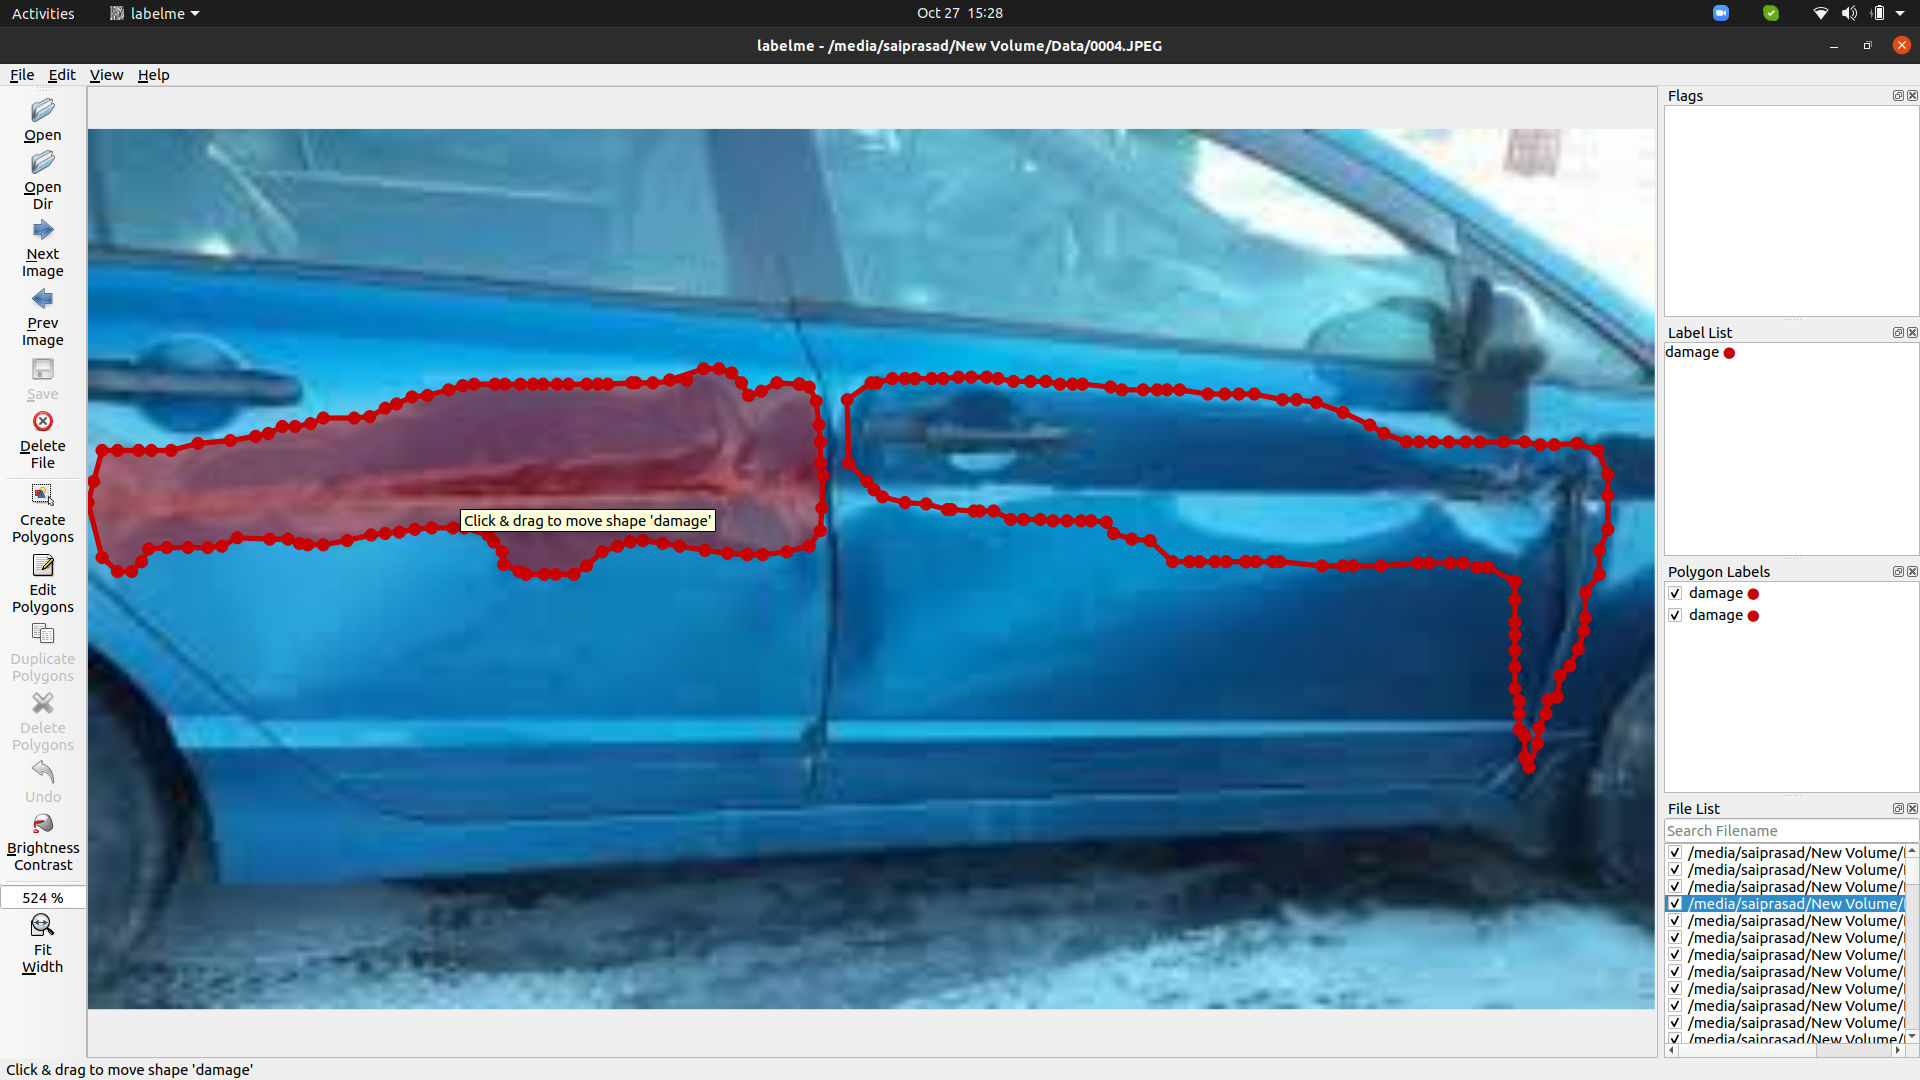 Activities
labelme
Oct 27 15:28
labelme - /media/saiprasad/New Volume/Data/0004.JPEG
File Edit View Help
Open
Open
Dir
Next
Image
Prev
Image
Save
Delete
File
Create
Polygons
Edit
Polygons
Duplicate
Polygons
Delete
Polygons
Undo
Brightness
Contrast
524 %
Fit
Width
Click & drag to move shape 'damage'
Flags
Label List
damage
Polygon Labels
damage
damage
File List
Search Filename
/media/saiprasad/New Volume/
/media/saiprasad/New Volume/
/media/saiprasad/New Volume/
/media/saiprasad/New Volume/
/media/saiprasad/New Volume/
/media/saiprasad/New Volume/
/media/saiprasad/New Volume/
/media/saiprasad/New Volume/
/media/saiprasad/New Volume/
/media/saiprasad/New Volume/
/media/saiprasad/New Volume/
/media/saiprasad/New Volume/
Click & drag to move shape 'damage'